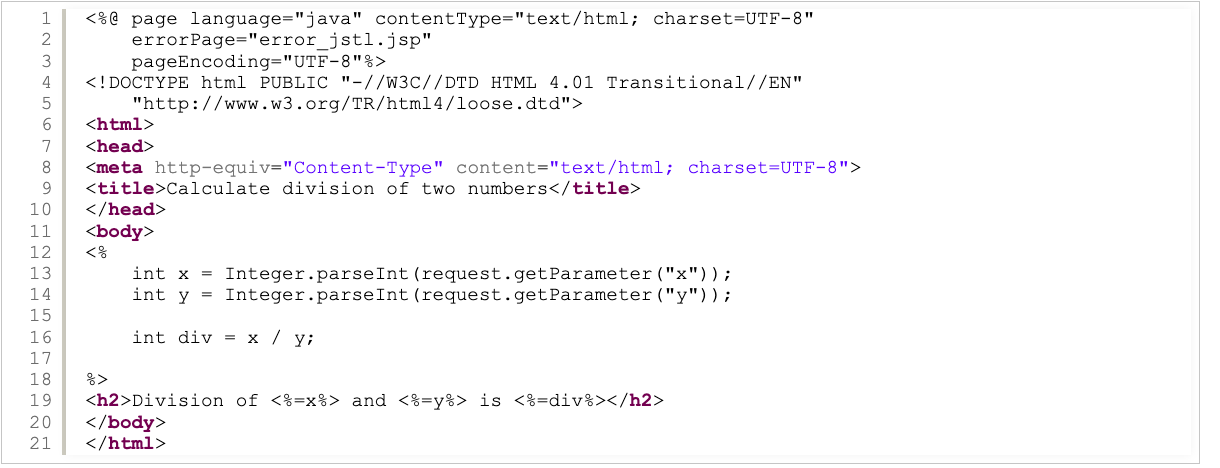 1 <%@ page language="java" contentType="text/html; charset=UTF-8"
2     errorPage="error_jstl.jsp"
3     pageEncoding="UTF-8"%>
4 <!DOCTYPE html PUBLIC "-//W3C//DTD HTML 4.01 Transitional//EN"
5     "http://www.w3.org/TR/html4/loose.dtd">
6 <html>
7 <head>
8 <meta http-equiv="Content-Type" content="text/html; charset=UTF-8">
9 <title>Calculate division of two numbers</title>
10 </head>
11 <body>
12 <%
13     int x = Integer.parseInt(request.getParameter("x"));
14     int y = Integer.parseInt(request.getParameter("y"));
15
16     int div = x / y;
17
18 %>
19 <h2>Division of <%=x%> and <%=y%> is <%=div%></h2>
20 </body>
21 </html>